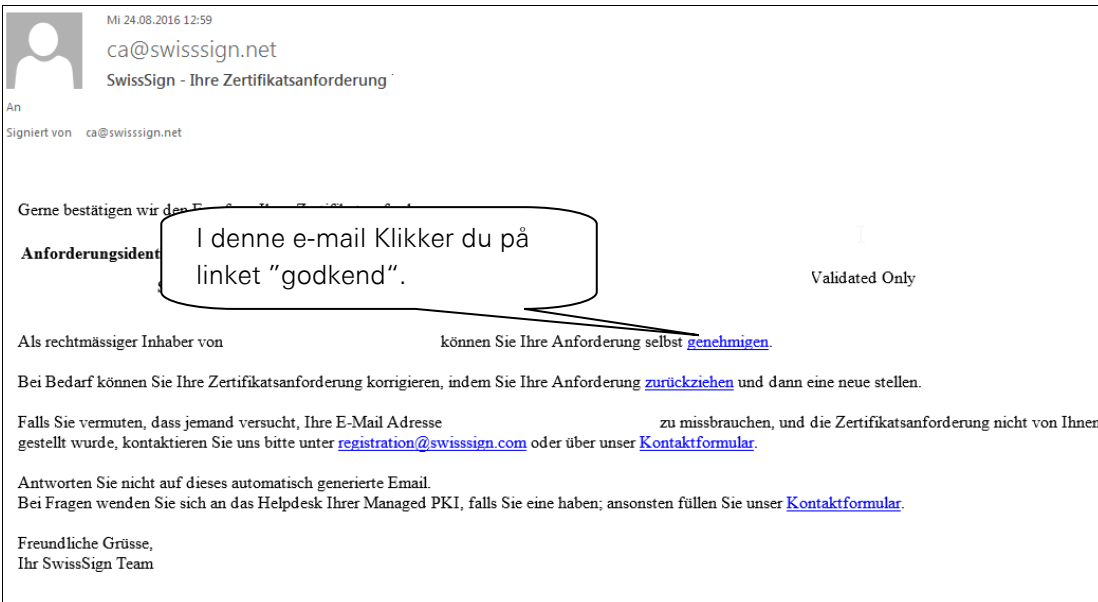 Mi 24.08.2016 12:59
ca@swisssign.net
SwissSign - Ihre Zertifikatsanforderung
An
Signiert von ca@swisssign.net
Gerne bestätigen wir den
I denne e-mail Klikker du på
linket ”godkend“.
Anforderungsident
Validated Only
Als rechtmässiger Inhaber von können Sie Ihre Anforderung selbst genehmigen.
Bei Bedarf können Sie Ihre Zertifikatsanforderung korrigieren, indem Sie Ihre Anforderung zurückziehen und dann eine neue stellen.
Falls Sie vermuten, dass jemand versucht, Ihre E-Mail Adresse zu missbrauchen, und die Zertifikatsanforderung nicht von Ihnen
gestellt wurde, kontaktieren Sie uns bitte unter registration@swisssign.com oder über unser Kontaktformular.
Antworten Sie nicht auf dieses automatisch generierte Email.
Bei Fragen wenden Sie sich an das Helpdesk Ihrer Managed PKI, falls Sie eine haben; ansonsten füllen Sie unser Kontaktformular.
Freundliche Grüsse,
Ihr SwissSign Team